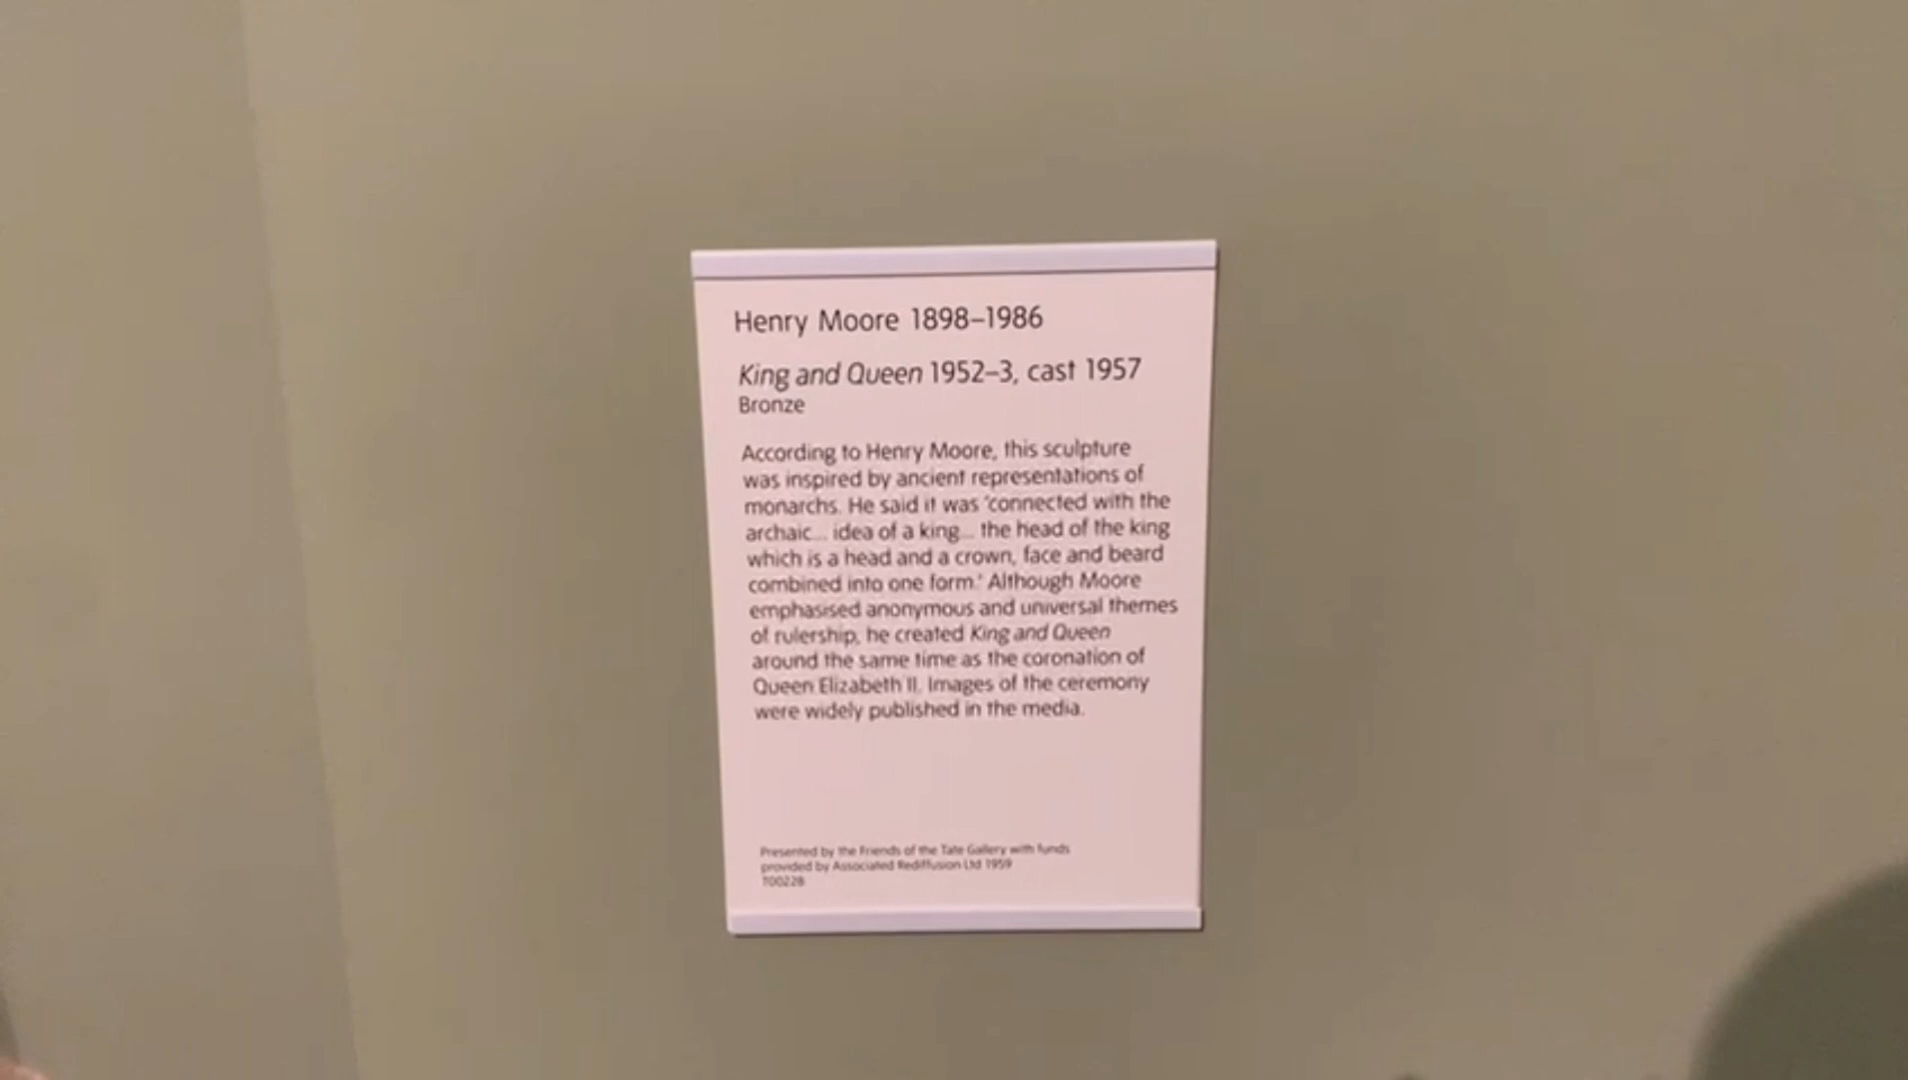 Henry Moore 1898–1986
King and Queen 1952–3, cast 1957
Bronze
According to Henry Moore, this sculpture
was inspired by ancient representations of
monarchs. He said it was ‘connected with the
archaic... idea of a king... the head of the king
which is a head and a crown, face and beard
combined into one form.’ Although Moore
emphasised anonymous and universal themes
of rulership, he created King and Queen
around the same time as the coronation of
Queen Elizabeth II. Images of the ceremony
were widely published in the media.
Presented by the Friends of the Tate Gallery with funds
provided by Associated Rediffusion Ltd 1959
T00228